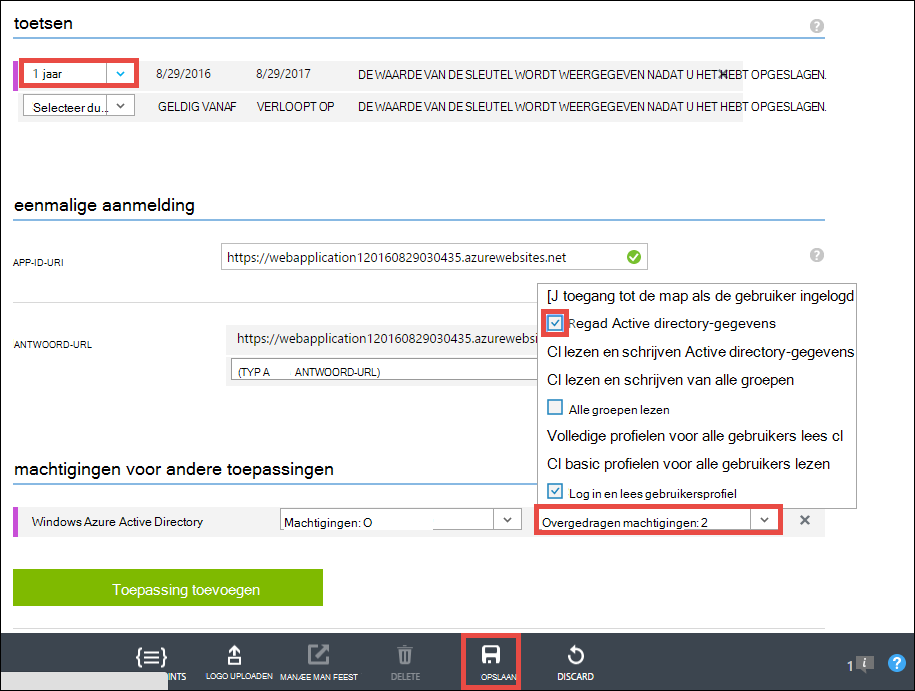 toetsen
?
1 jaar 8/29/2016 8/29/2017 DE WAARDE VAN DE SLEUTEL WORDT WEERGEGEVEN NADAT U HET HEBT OPGESLAGEN.
Selecteer du... GELDIG VANAF VERLOOPT OP DE WAARDE VAN DE SLEUTEL WORDT WEERGEGEVEN NADAT U HET HEBT OPGESLAGEN.
eenmalige aanmelding
APP-ID-URI https://webapplication120160829030435.azurewebsites.net ?
[J toegang tot de map als de gebruiker ingelogd
Regad Active directory-gegevens
ANTWOORD-URL https://webapplication120160829030435.azurewebsi
Cl lezen en schrijven Active directory-gegevens
(TYP A ANTWOORD-URL)
Cl lezen en schrijven van alle groepen
Alle groepen lezen
Volledige profielen voor alle gebruikers lees cl
Cl basic profielen voor alle gebruikers lezen
Log in en lees gebruikersprofiel
machtigingen voor andere toepassingen
Windows Azure Active Directory Machtigingen: O Overgedragen machtigingen: 2
Toepassing toevoegen
INTS LOGO UPLOADEN MANÆE MAN FEEST DELETE OPSLAAN DISCARD 1 i ?